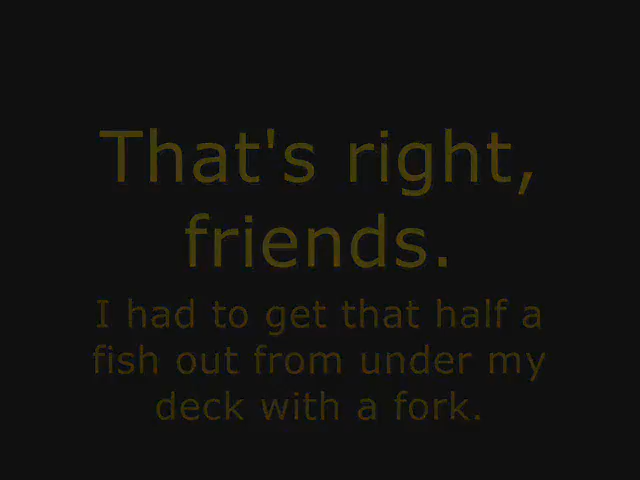 That's right,
friends.
I had to get that half a
fish out from under my
deck with a fork.